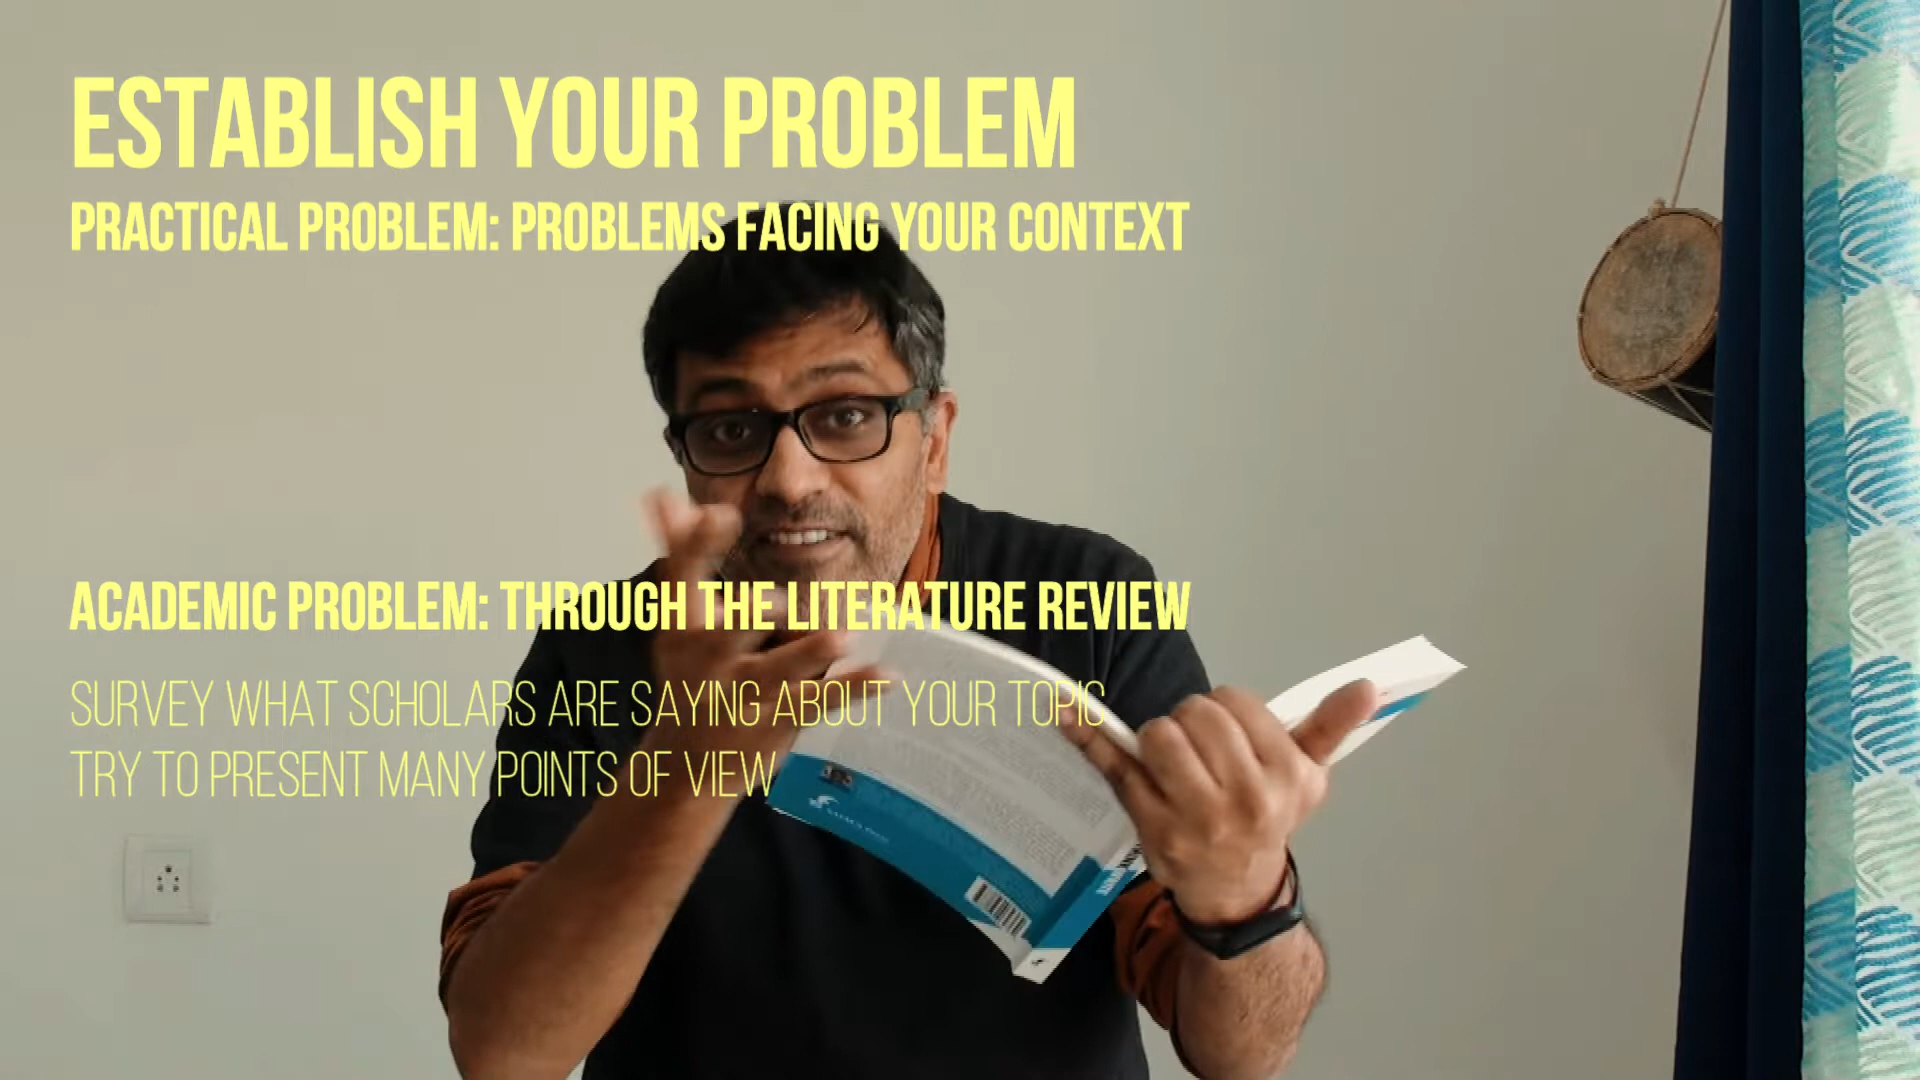 ESTABLISH YOUR PROBLEM
PRACTICAL PROBLEM: PROBLEMS FACING YOUR CONTEXT
ACADEMIC PROBLEM: THROUGH THE LITERATURE REVIEW
SURVEY WHAT SCHOLARS ARE SAYING ABOUT YOUR TOPIC
TRY TO PRESENT MANY POINTS OF VIEW